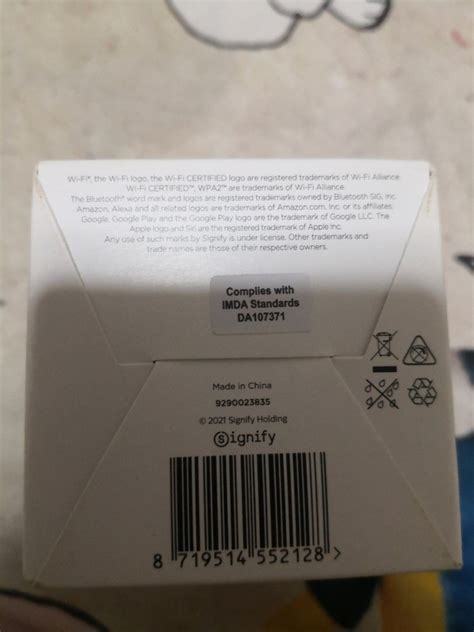 Wi-Fi®, the Wi-Fi logo, the Wi-Fi CERTIFIED logo are registered trademarks of Wi-Fi Alliance.
Wi-Fi CERTIFIED™, WPA2™ are trademarks of Wi-Fi Alliance.
The Bluetooth® word mark and logos are registered trademarks owned by Bluetooth SIG, Inc.
Amazon, Alexa and all related logos are trademarks of Amazon.com, Inc. or its affiliates.
Google, Google Play and the Google Play logo are the trademark of Google LLC. The
Apple logo and Siri are the registered trademark of Apple Inc.
Any use of such marks by Signify is under license. Other trademarks and
trade names are those of their respective owners.
Complies with
IMDA Standards
DA107371
Made in China
9290023835
© 2021 Signify Holding
Signify
8 719514 552128 >